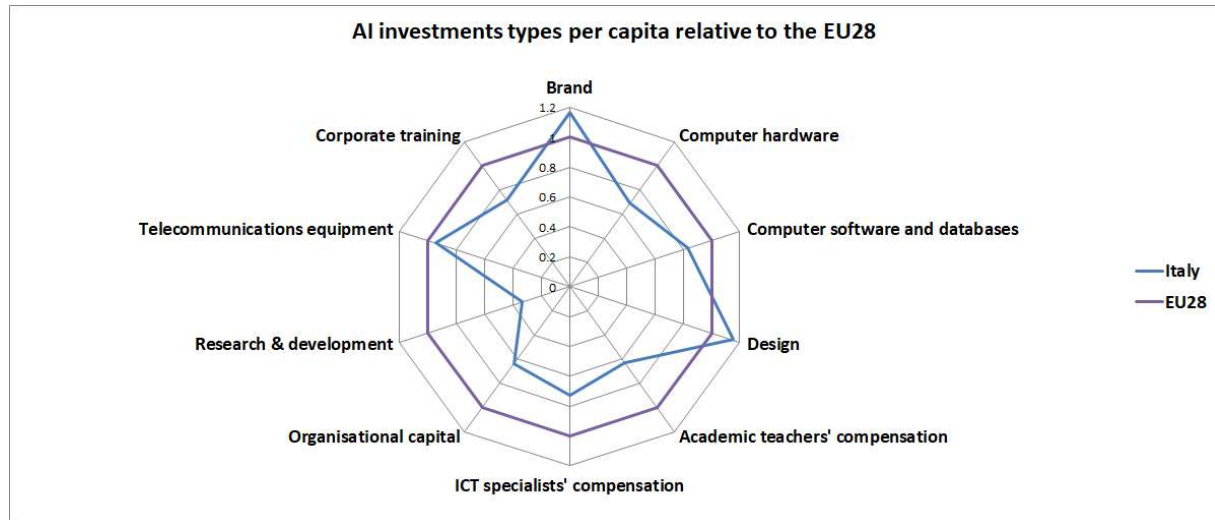 AI investments types per capita relative to the EU28
Brand
1.2
1
0.8
0.6
0.4
0.2
0
Corporate training
Computer hardware
Telecommunications equipment
Computer software and databases
Italy
EU28
Research & development
Design
Organisational capital
Academic teachers' compensation
ICT specialists' compensation